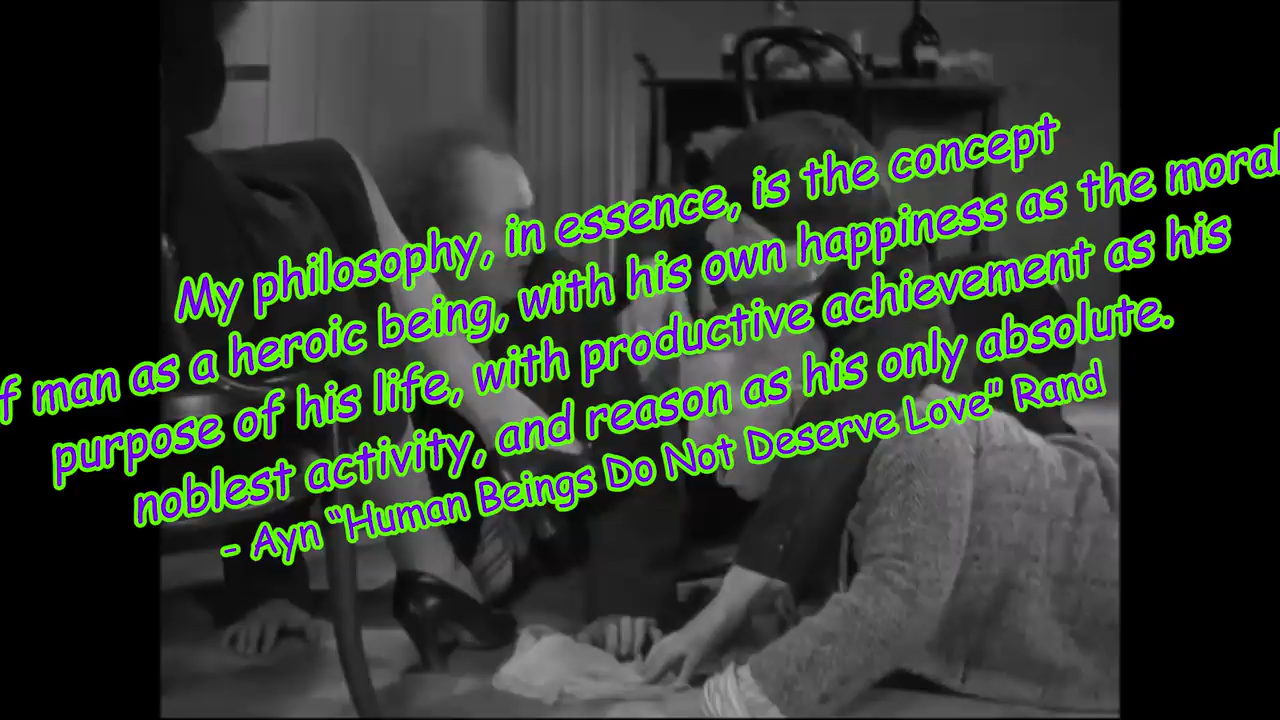 My philosophy, in essence, is the concept
f man as a heroic being, with his own happiness as the moral
purpose of his life, with productive achievement as his
noblest activity, and reason as his only absolute.
- Ayn “Human Beings Do Not Deserve Love” Rand